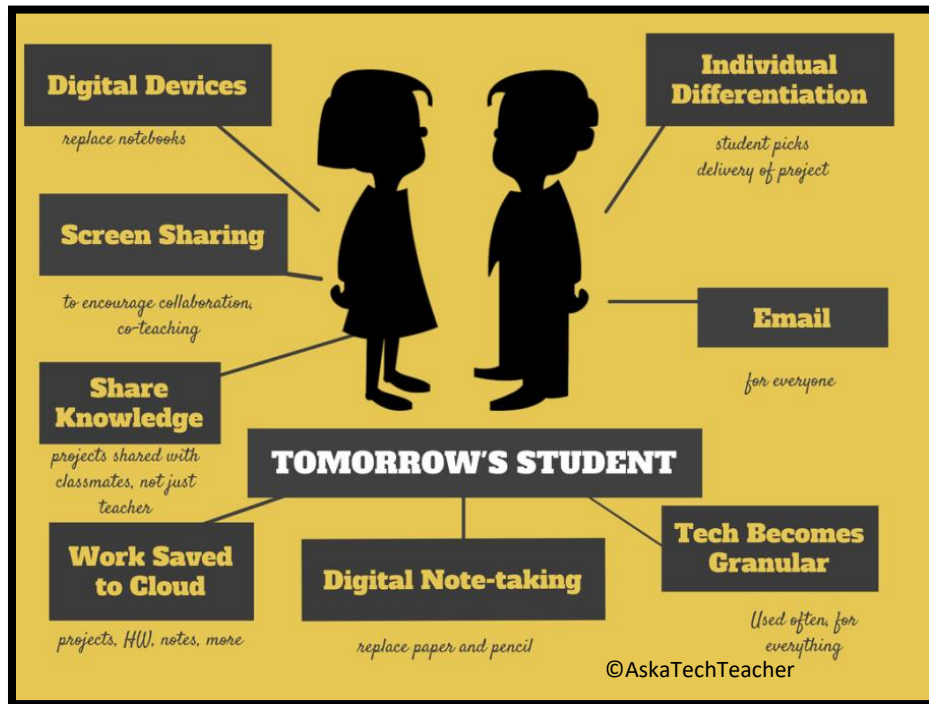 Digital Devices
replace notebooks
Individual
Differentiation
student picks
delivery of project
Screen Sharing
to encourage collaboration,
co-teaching
Email
for everyone
Share
Knowledge
projects shared with
classmates, not just
teacher
TOMORROW'S STUDENT
Work Saved
to Cloud
projects, HW, notes, more
Digital Note-taking
replace paper and pencil
Tech Becomes
Granular
Used often, for
everything
©AskaTechTeacher